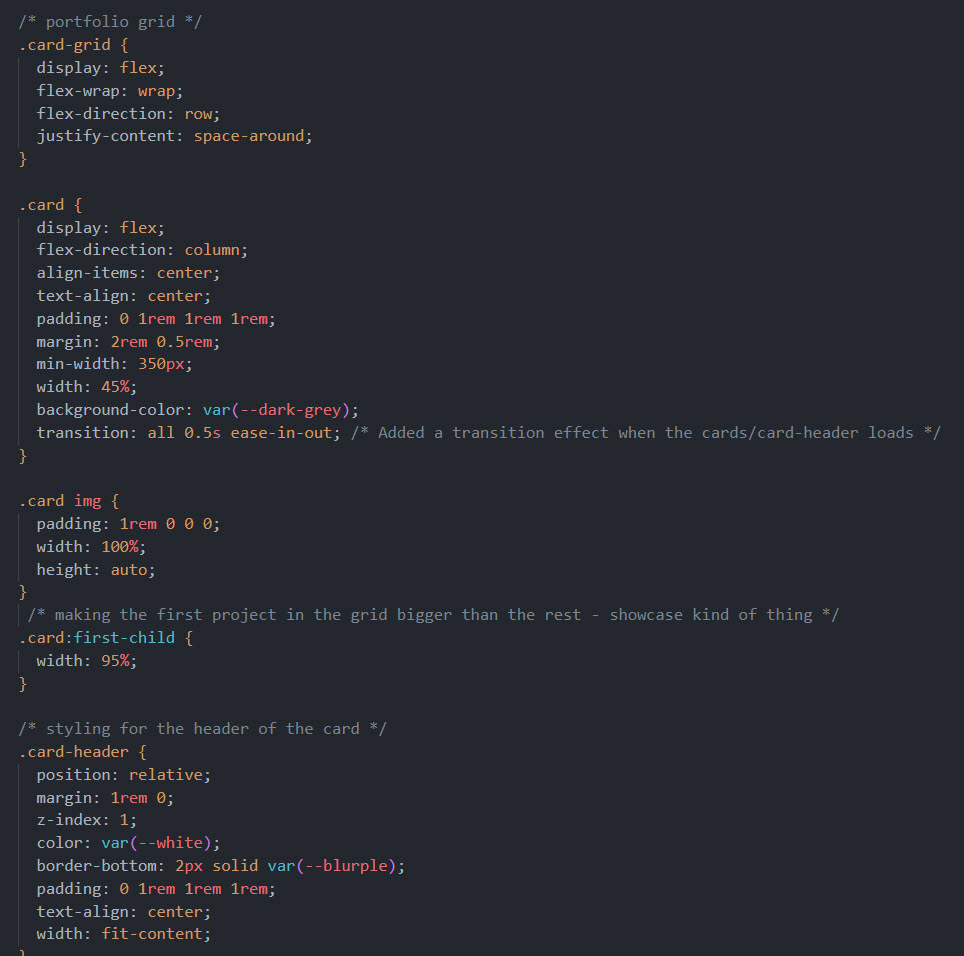 /* portfolio grid */
.card-grid {
  display: flex;
  flex-wrap: wrap;
  flex-direction: row;
  justify-content: space-around;
}

.card {
  display: flex;
  flex-direction: column;
  align-items: center;
  text-align: center;
  padding: 0 1rem 1rem 1rem;
  margin: 2rem 0.5rem;
  min-width: 350px;
  width: 45%;
  background-color: var(--dark-grey);
  transition: all 0.5s ease-in-out; /* Added a transition effect when the cards/card-header loads */
}

.card img {
  padding: 1rem 0 0 0;
  width: 100%;
  height: auto;
}
 /* making the first project in the grid bigger than the rest - showcase kind of thing */
.card:first-child {
  width: 95%;
}

/* styling for the header of the card */
.card-header {
  position: relative;
  margin: 1rem 0;
  z-index: 1;
  color: var(--white);
  border-bottom: 2px solid var(--blurple);
  padding: 0 1rem 1rem 1rem;
  text-align: center;
  width: fit-content;
}